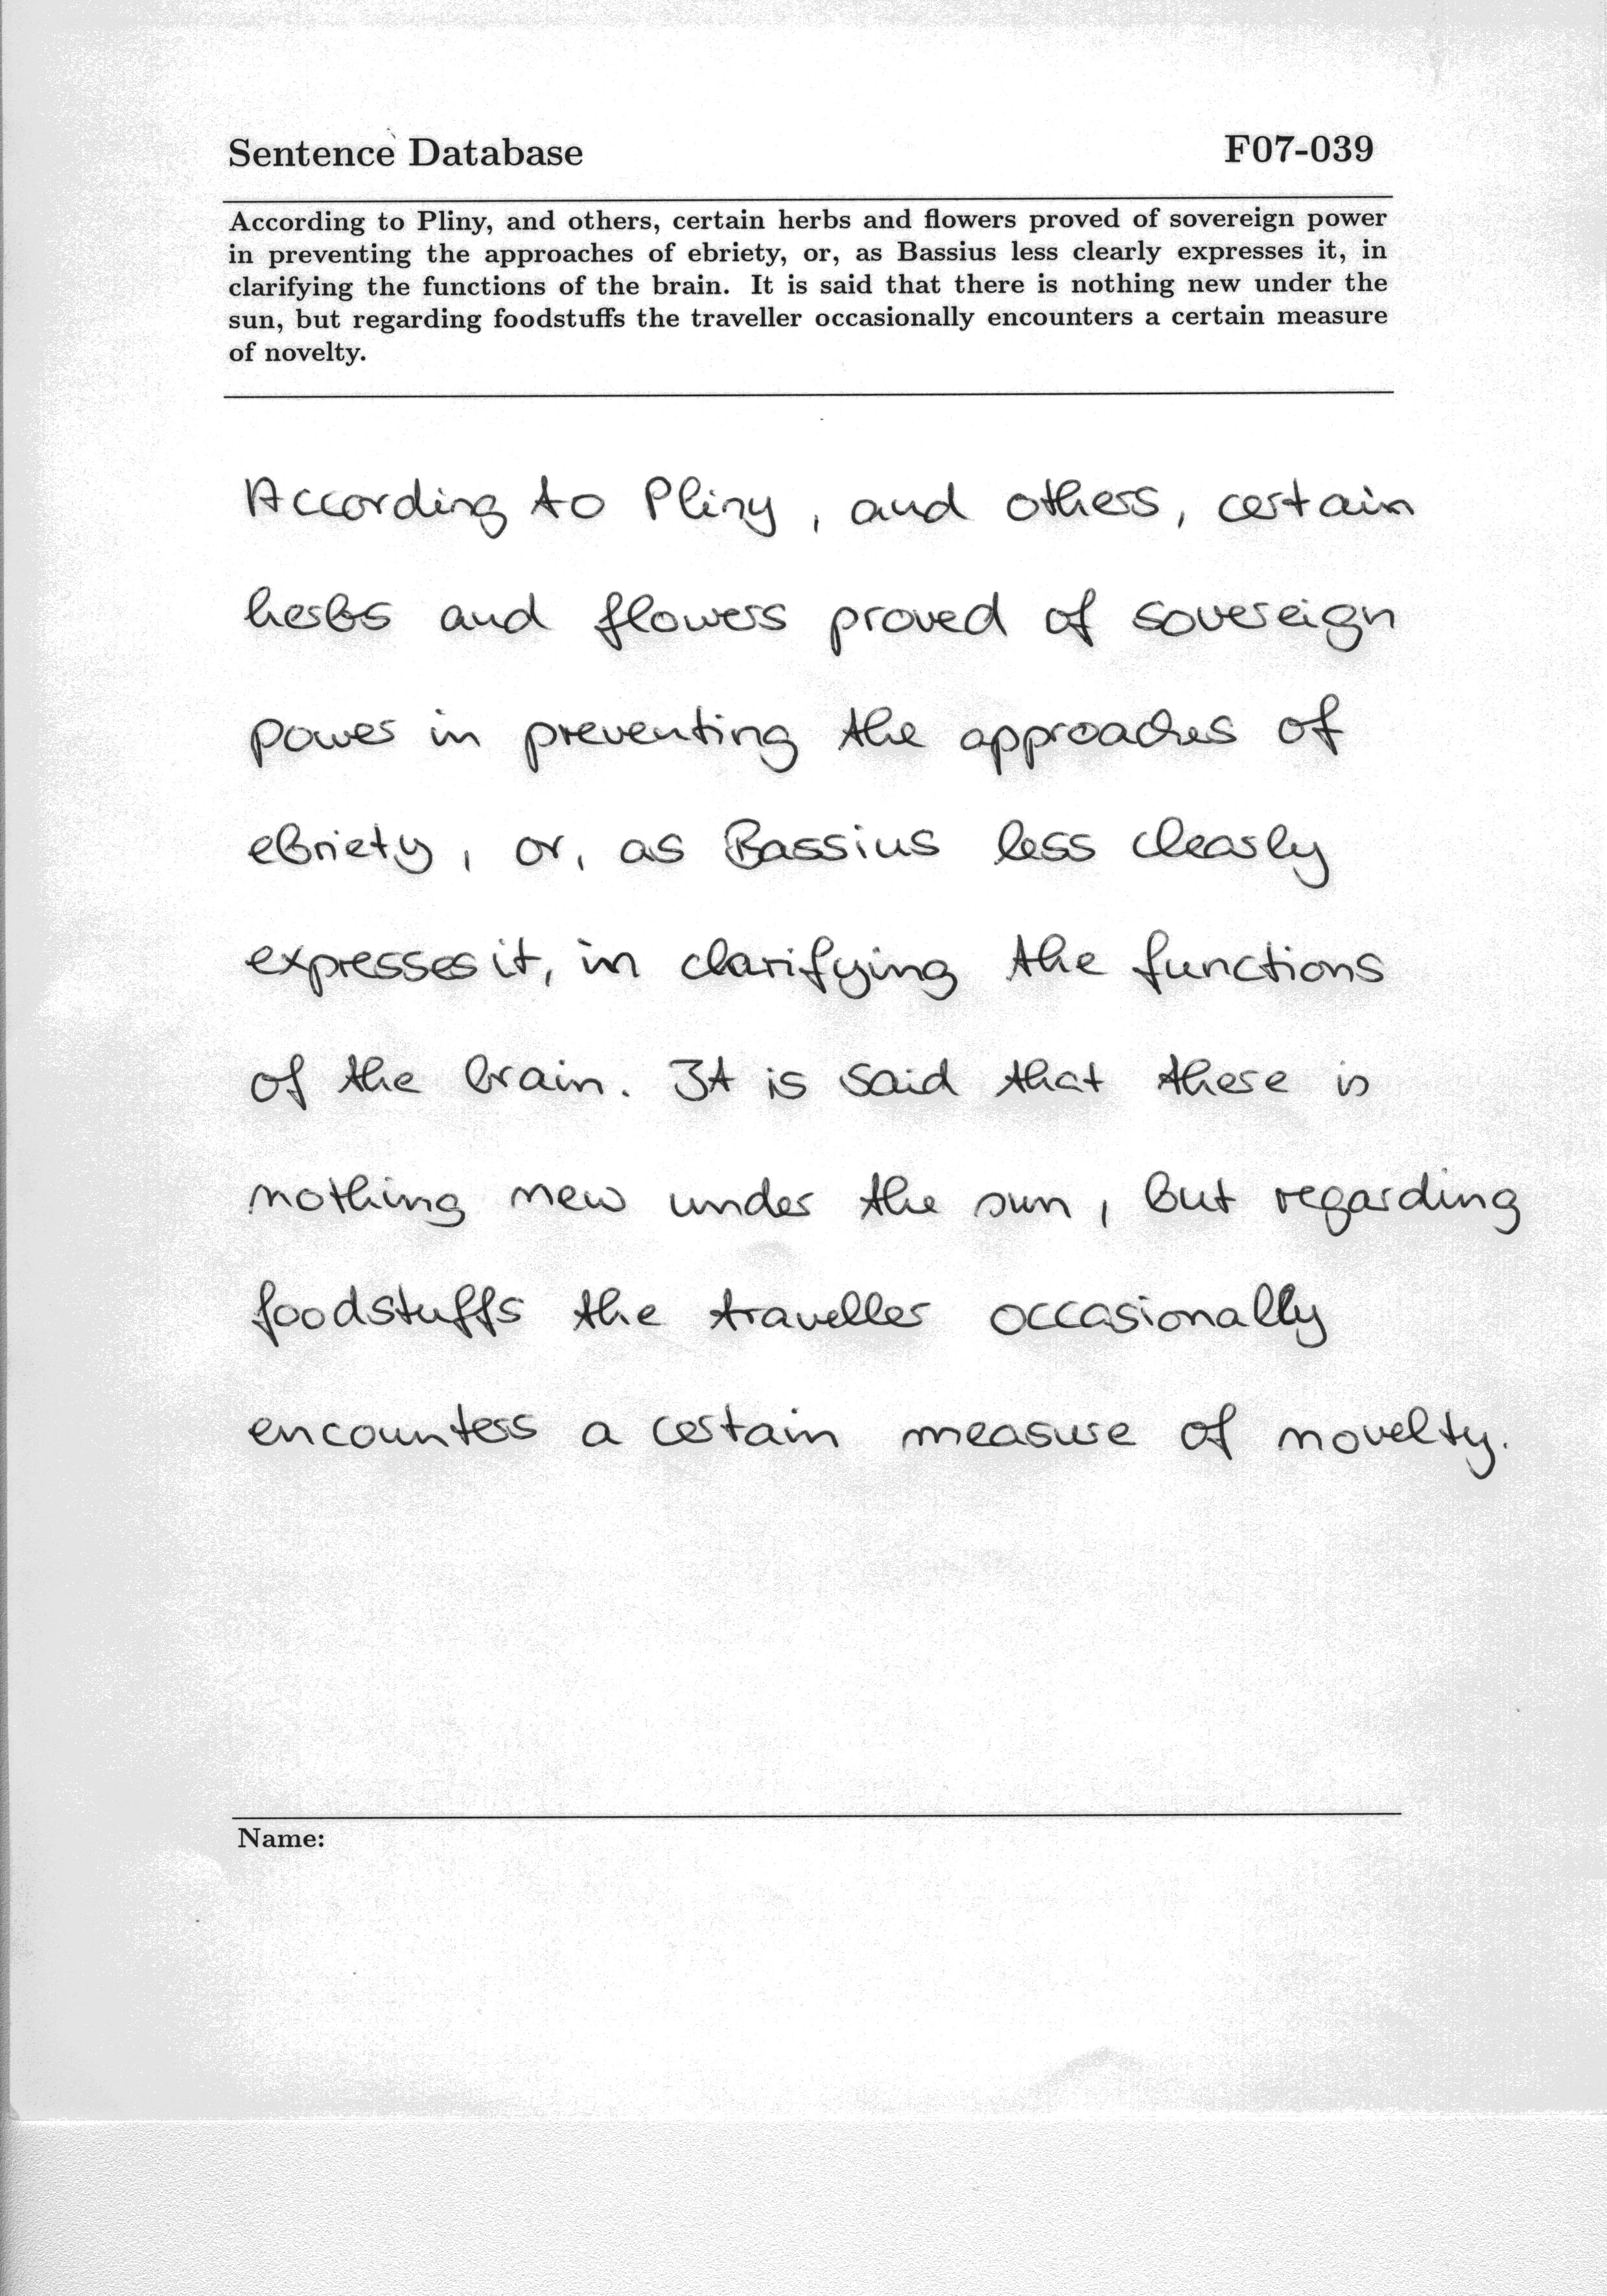 Sentence Database F07-039
According to Pliny, and others, certain herbs and flowers proved of sovereign power
in preventing the approaches of ebriety, or, as Bassius less clearly expresses it, in
clarifying the functions of the brain. It is said that there is nothing new under the
sun, but regarding foodstuffs the traveller occasionally encounters a certain measure
of novelty.
According to Pliny, and others, certain
herbs and flowers proved of sovereign
power in preventing the approaches of
ebriety, or, as Bassius less clearly
expresses it, in clarifying the functions
of the brain. It is said that there is
nothing new under the sun, but regarding
foodstuffs the traveller occasionally
encounters a certain measure of novelty.
Name: